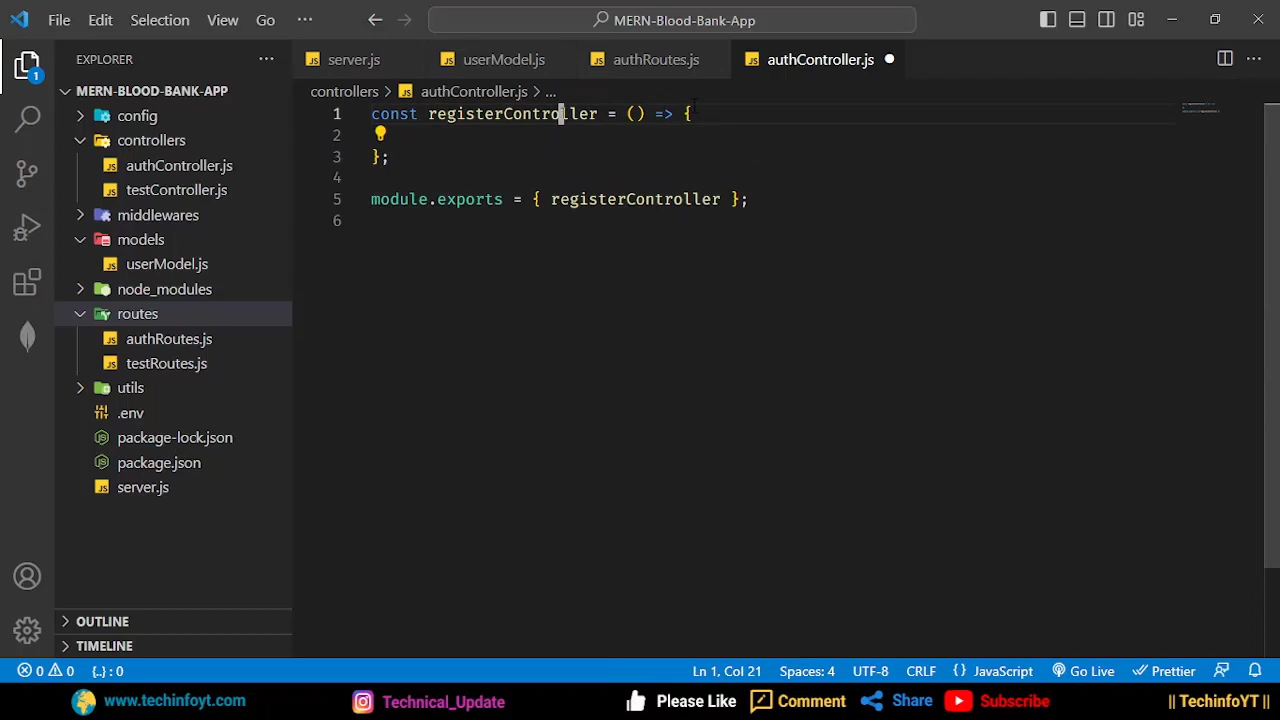 File Edit Selection View Go ··· MERN-Blood-Bank-App
EXPLORER ···
MERN-BLOOD-BANK-APP
config
controllers
authController.js
testController.js
middlewares
models
userModel.js
node_modules
routes
authRoutes.js
testRoutes.js
utils
.env
package-lock.json
package.json
server.js
OUTLINE
TIMELINE
server.js userModel.js authRoutes.js authController.js
controllers > authController.js > ...
1 const registerController = () => {
2
3 };
4
5 module.exports = { registerController };
6
1
0 0 {..} : 0 Ln 1, Col 21 Spaces: 4 UTF-8 CRLF {} JavaScript Go Live Prettier
www.techinfoyt.com Technical_Update Please Like Comment Share Subscribe || TechinfoYT ||